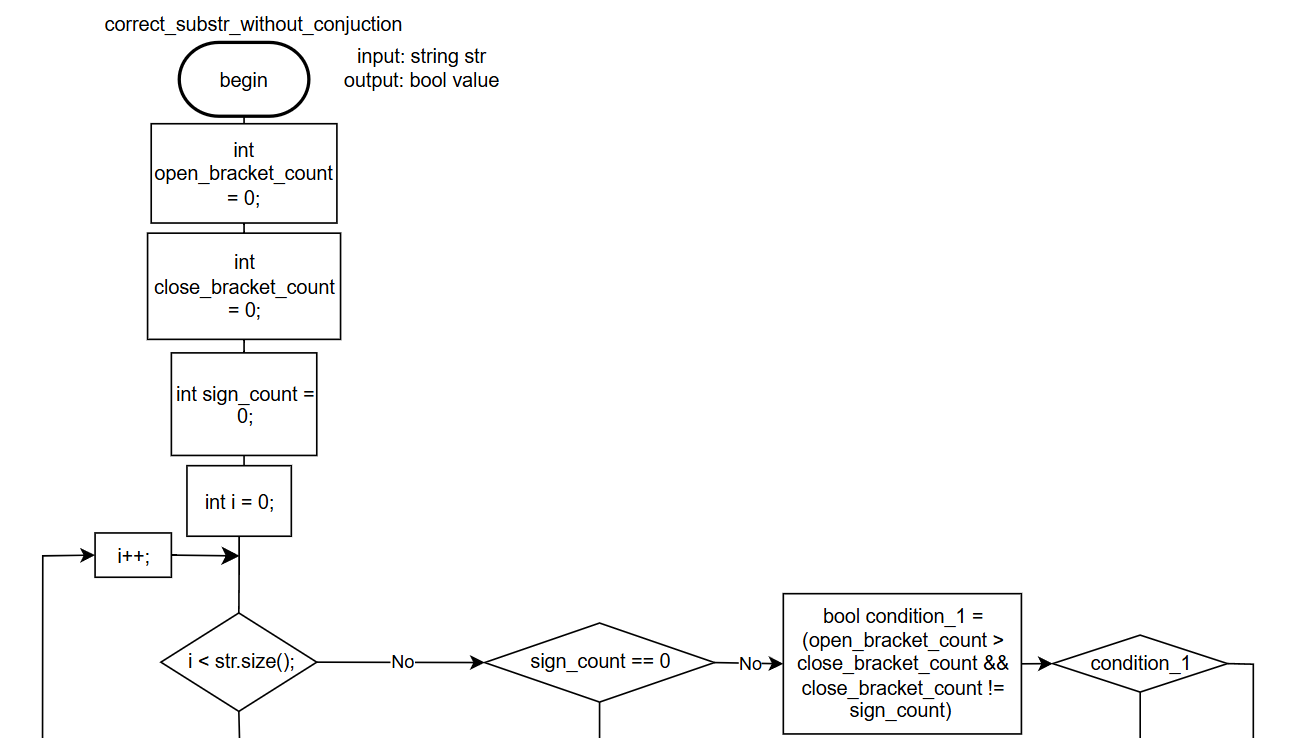 correct_substr_without_conjuction
begin
input: string str
output: bool value
int
open_bracket_count
= 0;
int
close_bracket_count
= 0;
int sign_count =
0;
int i = 0;
i++;
i < str.size();
No
sign_count == 0
No
bool condition_1 =
(open_bracket_count >
close_bracket_count &&
close_bracket_count !=
sign_count)
condition_1